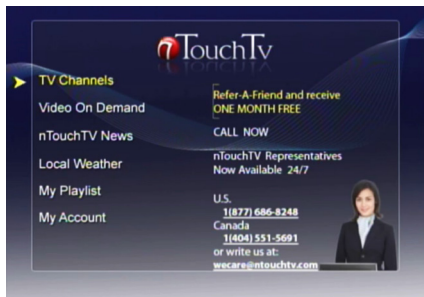 nTouchTv
TV Channels
Video On Demand
nTouchTV News
Local Weather
My Playlist
My Account
Refer-A-Friend and receive
ONE MONTH FREE
CALL NOW
nTouchTV Representatives
Now Available 24/7
U.S.
1(877) 686-8248
Canada
1(404) 551-5691
or write us at:
wecare@ntouchtv.com